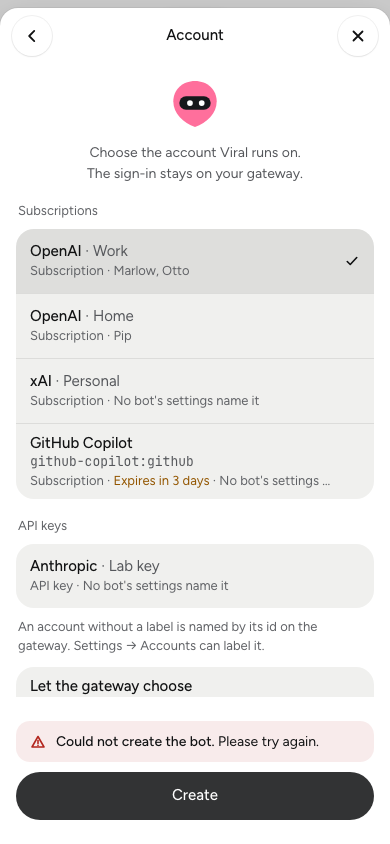 Account
Choose the account Viral runs on.
The sign-in stays on your gateway.
Subscriptions
OpenAI · Work
Subscription · Marlow, Otto
OpenAI · Home
Subscription · Pip
xAI · Personal
Subscription · No bot's settings name it
GitHub Copilot
github-copilot:github
Subscription · Expires in 3 days · No bot's settings ...
API keys
Anthropic · Lab key
API key · No bot's settings name it
An account without a label is named by its id on the
gateway. Settings → Accounts can label it.
Let the gateway choose
Could not create the bot. Please try again.
Create